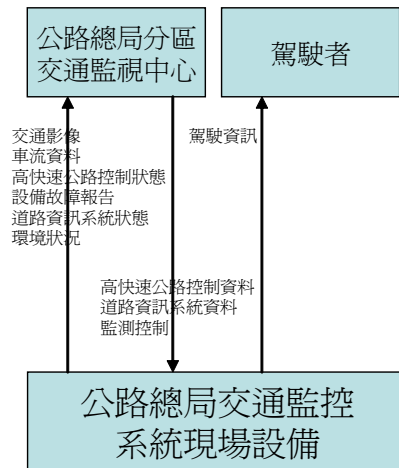 公路總局分區
交通監視中心
駕駛者
交通影像
車流資料
高快速公路控制狀態
設備故障報告
道路資訊系統狀態
環境狀況
駕駛資訊
高快速公路控制資料
道路資訊系統資料
監測控制
公路總局交通監控
系統現場設備